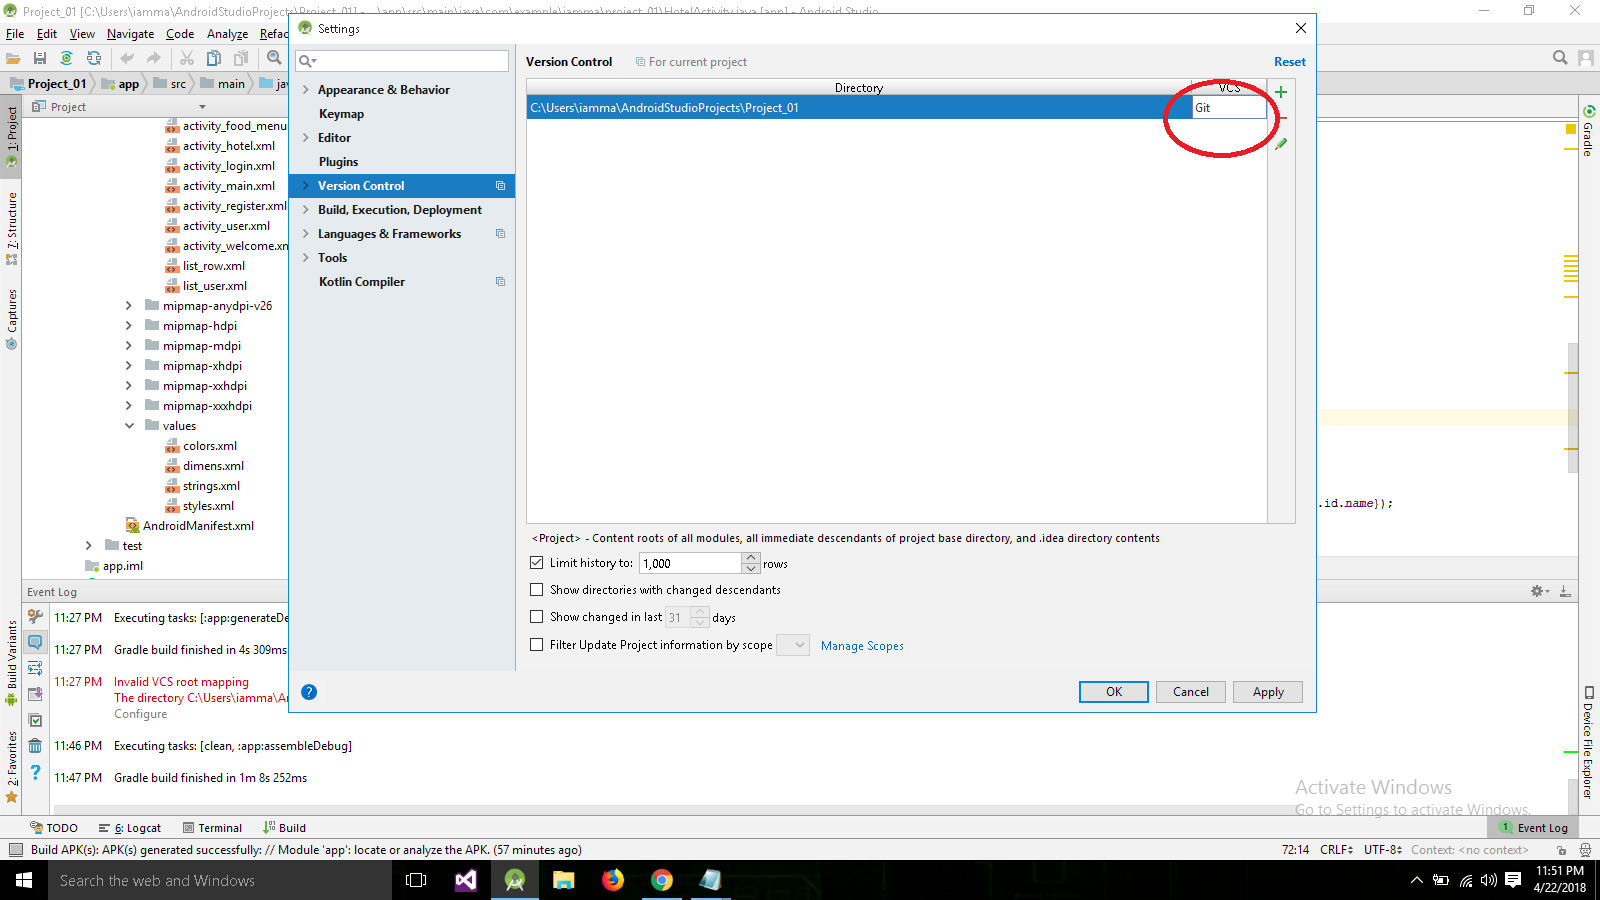 Project_01 [C:\Users\iamma\AndroidStudioProjects\Project_01] - ...\app\src\main\java\com\example\iamma\project_01\HotelActivity.java [app] - Android Studio
File Edit View Navigate Code Analyze Refac
Project_01 app src main jav
Project
1: Project
7: Structure
Captures
Build Variants
2: Favorites
activity_food_menu
activity_hotel.xml
activity_login.xml
activity_main.xml
activity_register.xml
activity_user.xml
activity_welcome.xm
list_row.xml
list_user.xml
mipmap-anydpi-v26
mipmap-hdpi
mipmap-mdpi
mipmap-xhdpi
mipmap-xxhdpi
mipmap-xxxhdpi
values
colors.xml
dimens.xml
strings.xml
styles.xml
AndroidManifest.xml
test
app.iml
Settings
Appearance & Behavior
Keymap
Editor
Plugins
Version Control
Build, Execution, Deployment
Languages & Frameworks
Tools
Kotlin Compiler
Version Control For current project Reset
Directory VCS
C:\Users\iamma\AndroidStudioProjects\Project_01 Git
<Project> - Content roots of all modules, all immediate descendants of project base directory, and .idea directory contents
Limit history to: 1,000 rows
Show directories with changed descendants
Show changed in last 31 days
Filter Update Project information by scope Manage Scopes
? OK Cancel Apply
.id.name});
Gradle
Device File Explorer
Event Log
11:27 PM Executing tasks: [:app:generateDe
11:27 PM Gradle build finished in 4s 309ms
11:27 PM Invalid VCS root mapping
The directory C:\Users\iamma\A
Configure
11:46 PM Executing tasks: [clean, :app:assembleDebug]
11:47 PM Gradle build finished in 1m 8s 252ms
Activate Windows
Go to Settings to activate Windows.
TODO 6: Logcat Terminal Build 1 Event Log
Build APK(s): APK(s) generated successfully: // Module 'app': locate or analyze the APK. (57 minutes ago) 72:14 CRLF UTF-8 Context: <no context>
Search the web and Windows
11:51 PM
4/22/2018